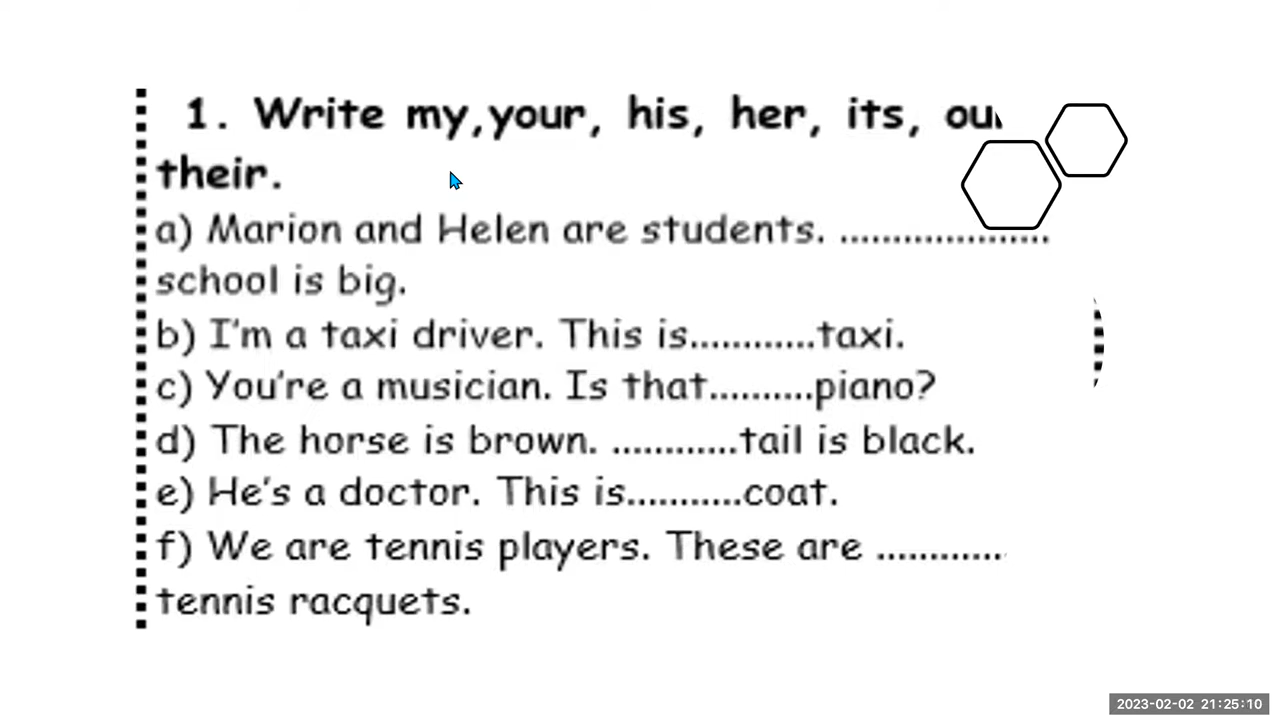 1. Write my,your, his, her, its, ou
their.
a) Marion and Helen are students. ....................
school is big.
b) I'm a taxi driver. This is............taxi.
c) You're a musician. Is that..........piano?
d) The horse is brown. ............tail is black.
e) He's a doctor. This is...........coat.
f) We are tennis players. These are ............
tennis racquets.
2023-02-02 21:25:10